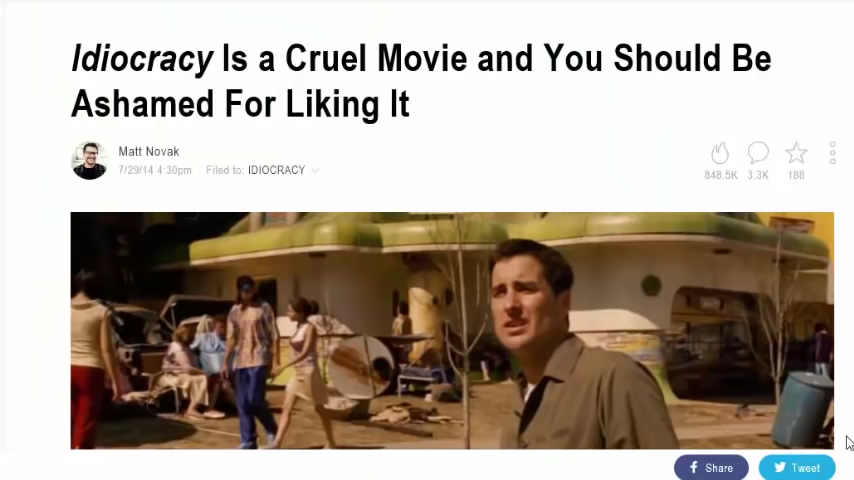 Idiocracy Is a Cruel Movie and You Should Be
Ashamed For Liking It
Matt Novak
7/29/14 4:30pm · Filed to: IDIOCRACY
848.5K 3.3K 188
Share Tweet